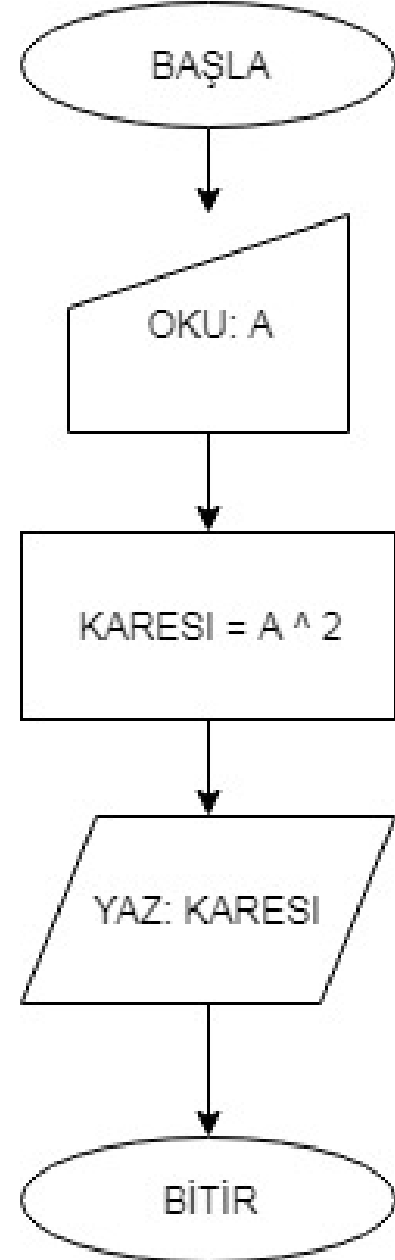 BAŞLA
OKU: A
KARESI = A ^ 2
YAZ: KARESI
BİTİR